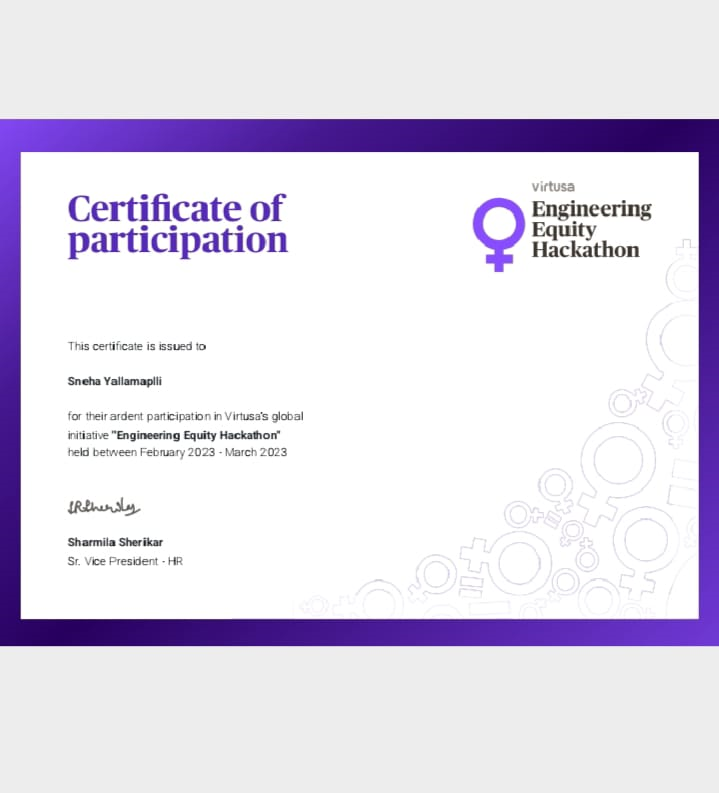 Certificate of
participation
virtusa
Engineering
Equity
Hackathon
This certificate is issued to
Sneha Yallamaplli
for their ardent participation in Virtusa's global
initiative "Engineering Equity Hackathon"
held between February 2023 - March 2023
Sharmila Sherikar
Sr. Vice President - HR